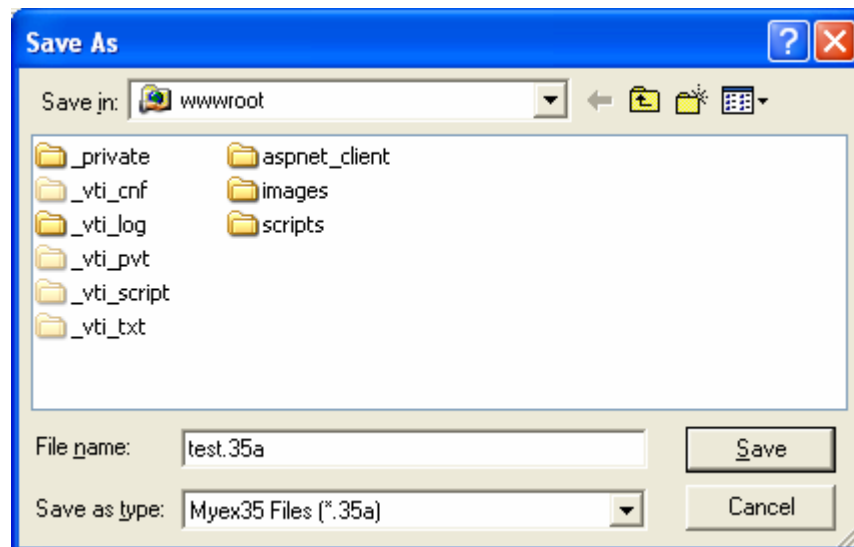 Save As
Save in: wwwroot
_private
_vti_cnf
_vti_log
_vti_pvt
_vti_script
_vti_txt
aspnet_client
images
scripts
File name: test.35a Save
Save as type: Myex35 Files (*.35a) Cancel